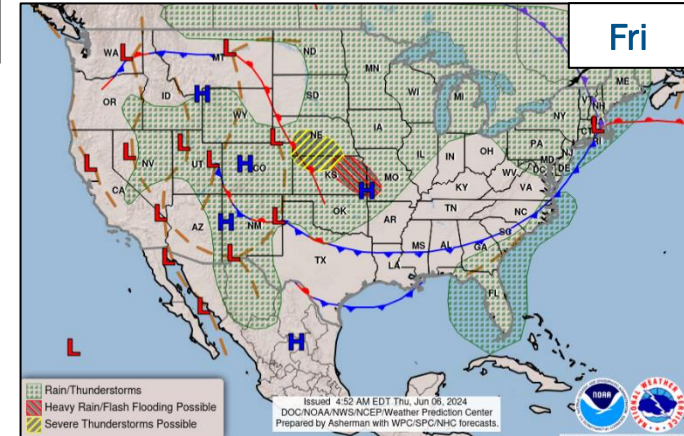 Fri
WA
L
L
MT
ND
MN
ME
OR
ID
H
SD
WI
MI
VT
NH
WY
NY
L
CT
RI
L
NE
IA
PA
NJ
L
L
NV
L
UT
L
H
CO
KS
MO
IL
IN
OH
MD
DE
DC
WV
VA
CA
H
KY
L
AZ
H
NM
L
OK
AR
TN
NC
SC
L
L
TX
MS
AL
GA
LA
L
FL
L
H
Rain/Thunderstorms
Heavy Rain/Flash Flooding Possible
Severe Thunderstorms Possible
Issued 4:52 AM EDT Thu, Jun 06, 2024
DOC/NOAA/NWS/NCEP/Weather Prediction Center
Prepared by Asherman with WPC/SPC/NHC forecasts.
NOAA